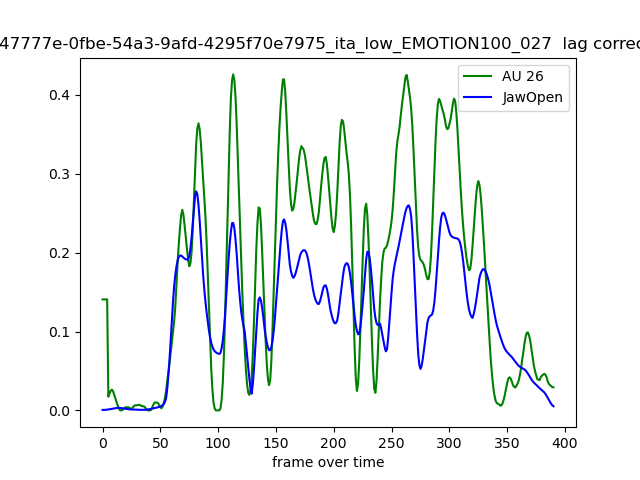 47777e-0fbe-54a3-9afd-4295f70e7975_ita_low_EMOTION100_027 lag correc
AU 26
JawOpen
0.4
0.3
0.2
0.1
0.0
0 50 100 150 200 250 300 350 400
frame over time